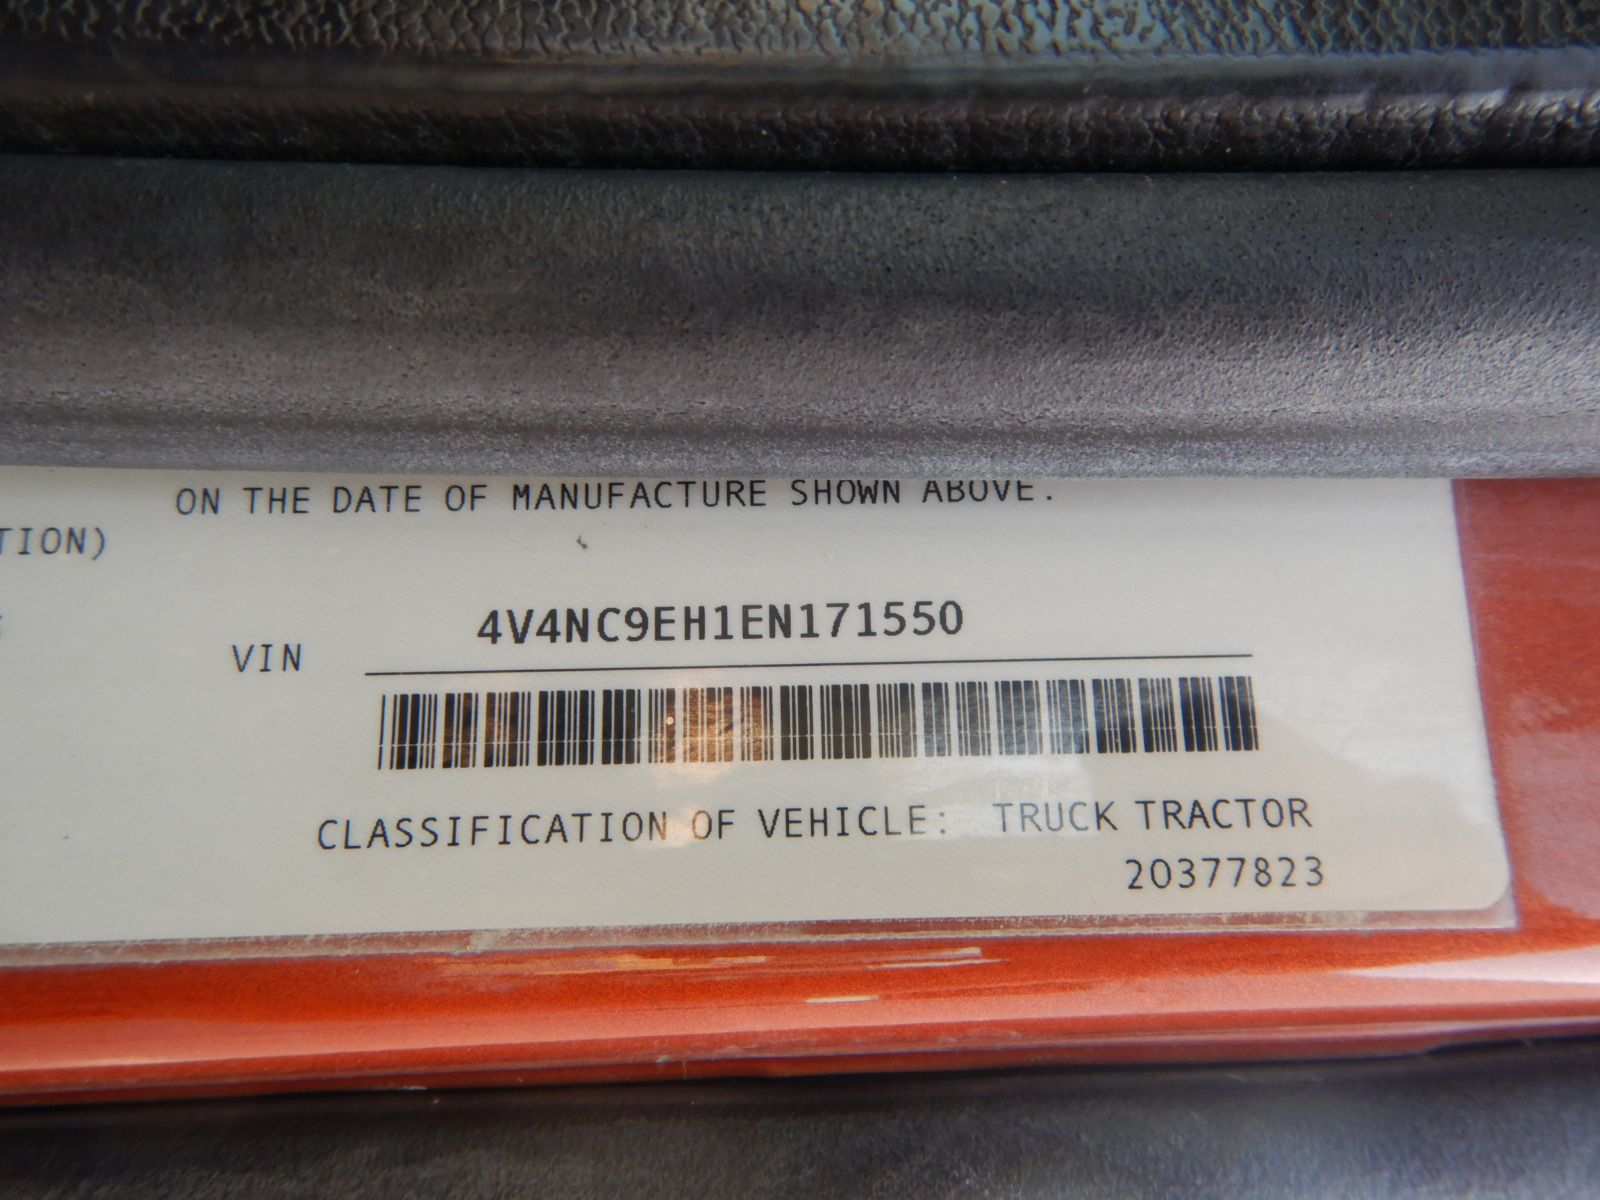 ON THE DATE OF MANUFACTURE SHOWN ABOVE.
TION)
4V4NC9EH1EN171550
VIN
CLASSIFICATION OF VEHICLE: TRUCK TRACTOR
20377823